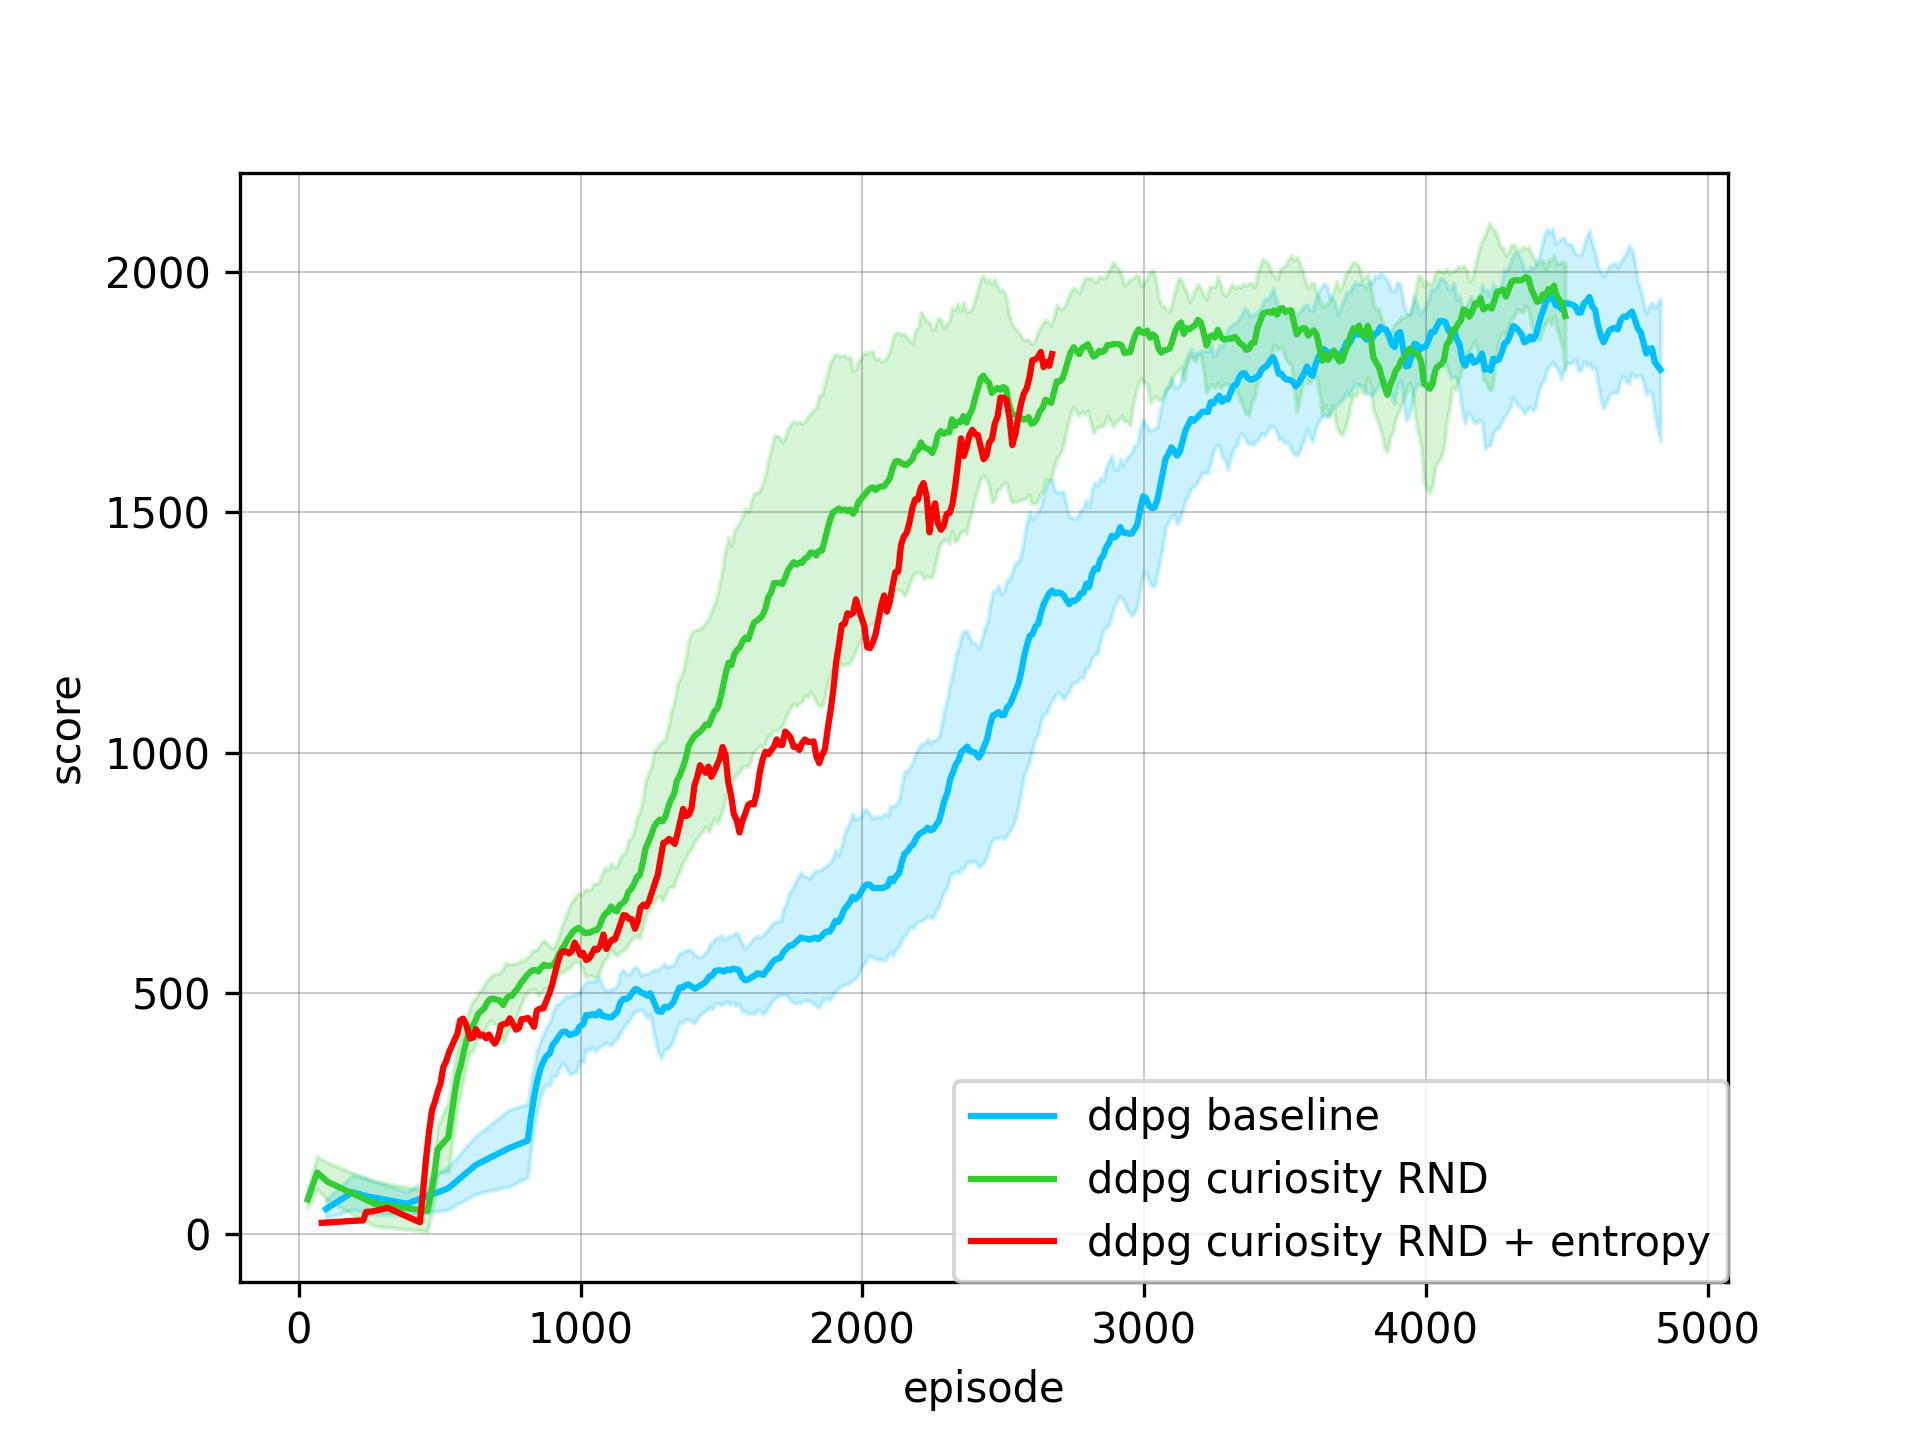 2000
1500
1000
500
0
score
0 1000 2000 3000 4000 5000
episode
ddpg baseline
ddpg curiosity RND
ddpg curiosity RND + entropy